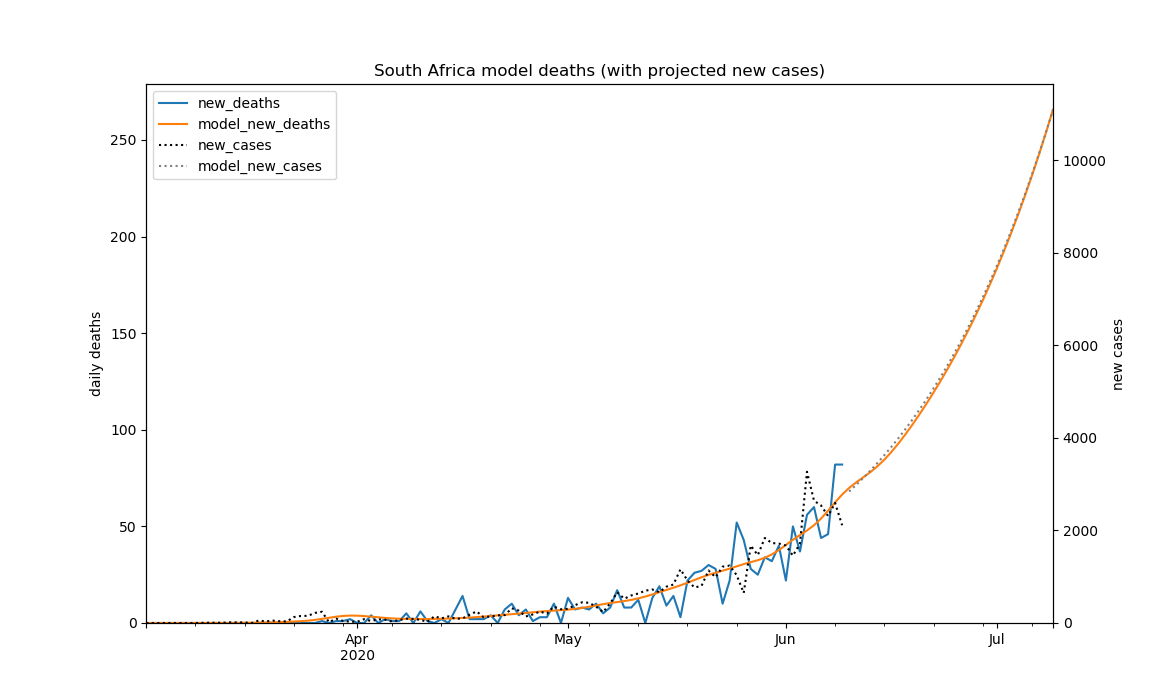 South Africa model deaths (with projected new cases)
new_deaths
model_new_deaths
new_cases
model_new_cases
250
200
150
100
50
0
daily deaths
10000
8000
6000
4000
2000
0
new cases
Apr
2020
May
Jun
Jul